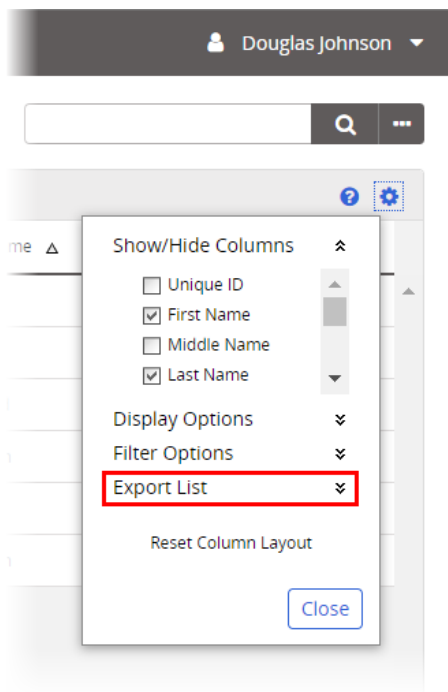 Douglas Johnson
me
Show/Hide Columns
Unique ID
First Name
Middle Name
Last Name
Display Options
Filter Options
Export List
Reset Column Layout
Close